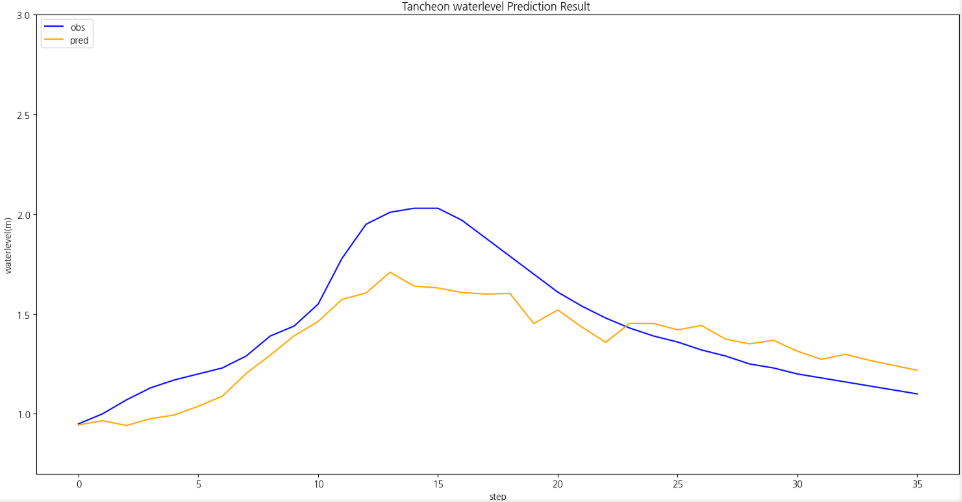 Tancheon waterlevel Prediction Result
obs
pred
3.0
2.5
2.0
1.5
1.0
waterlevel(m)
0 5 10 15 20 25 30 35
step